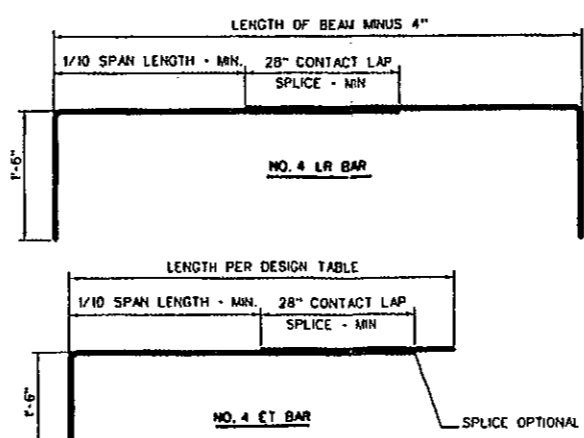 LENGTH OF BEAM MINUS 4"
1/10 SPAN LENGTH - MIN. 28" CONTACT LAP
SPLICE - MIN
1'-6"
NO. 4 LR BAR
LENGTH PER DESIGN TABLE
1/10 SPAN LENGTH - MIN. 28" CONTACT LAP
SPLICE - MIN
1'-6"
NO. 4 ET BAR
SPLICE OPTIONAL